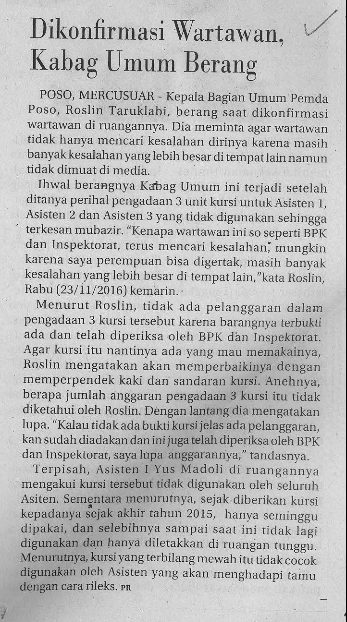 Dikonfirmasi Wartawan,
Kabag Umum Berang
POSO, MERCUSUAR - Kepala Bagian Umum Pemda
Poso, Roslin Taruklabi, berang saat dikonfirmasi
wartawan di ruangannya. Dia meminta agar wartawan
tidak hanya mencari kesalahan dirinya karena masih
banyak kesalahan yang lebih besar di tempat lain namun
tidak dimuat di media.
Ihwal berangnya Kabag Umum ini terjadi setelah
ditanya perihal pengadaan 3 unit kursi untuk Asisten 1,
Asisten 2 dan Asisten 3 yang tidak digunakan sehingga
terkesan mubazir. “Kenapa wartawan ini so seperti BPK
dan Inspektorat, terus mencari kesalahan, mungkin
karena saya perempuan bisa digertak, masih banyak
kesalahan yang lebih besar di tempat lain,”kata Roslin,
Rabu (23/11/2016) kemarin.
Menurut Roslin, tidak ada pelanggaran dalam
pengadaan 3 kursi tersebut karena barangnya terbukti
ada dan telah diperiksa oleh BPK dan Inspektorat.
Agar kursi itu nantinya ada yang mau memakainya,
Roslin mengatakan akan memperbaikinya dengan
memperpendek kaki dan sandaran kursi. Anehnya,
berapa jumlah anggaran pengadaan 3 kursi itu tidak
diketahui oleh Roslin. Dengan lantang dia mengatakan
lupa. “Kalau tidak ada bukti kursi jelas ada pelanggaran,
kan sudah diadakan dan ini juga telah diperiksa oleh BPK
dan Inspektorat, saya lupa anggarannya,” tandasnya.
Terpisah, Asisten I Yus Madoli di ruangannya
mengakui kursi tersebut tidak digunakan oleh seluruh
Asiten. Sementara menurutnya, sejak diberikan kursi
kepadanya sejak akhir tahun 2015, hanya seminggu
dipakai, dan selebihnya sampai saat ini tidak lagi
digunakan dan hanya diletakkan di ruangan tunggu.
Menurutnya, kursi yang terbilang mewah itu tidak cocok
digunakan oleh Asisten yang akan menghadapi tamu
dengan cara rileks. PR